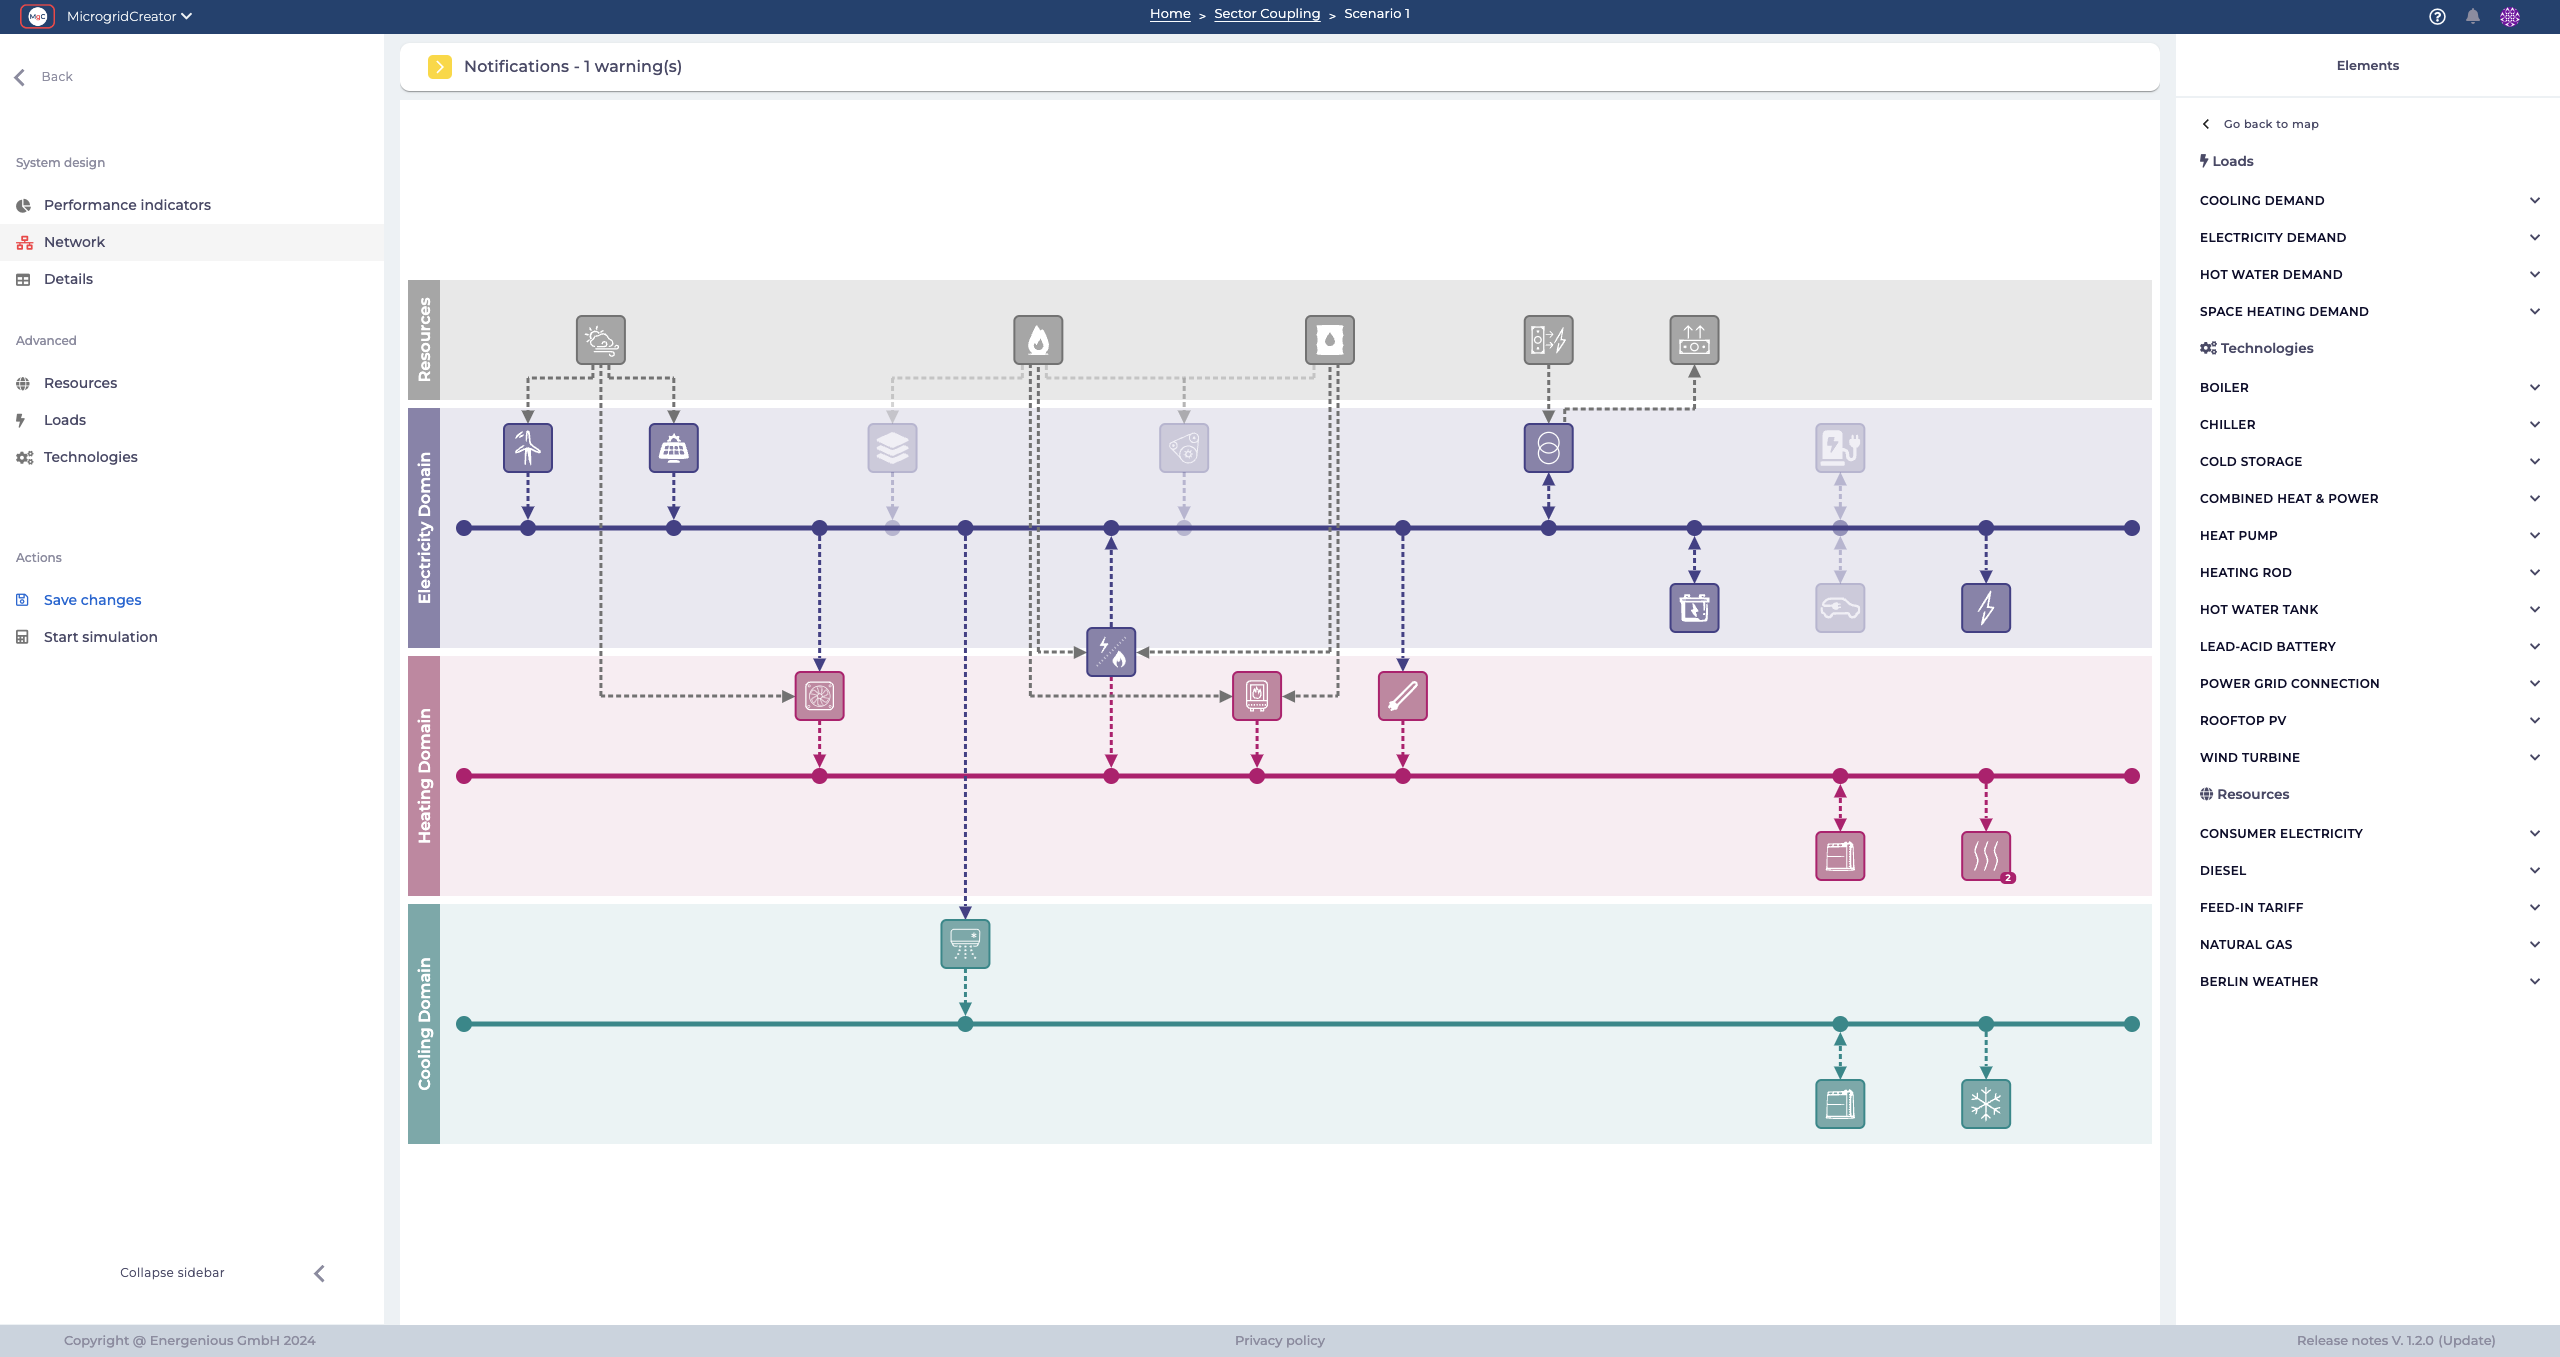 MgC MicrogridCreator
Home > Sector Coupling > Scenario 1
Back
System design
Performance indicators
Network
Details
Advanced
Resources
Loads
Technologies
Actions
Save changes
Start simulation
Collapse sidebar
Notifications - 1 warning(s)
Resources
Electricity Domain
Heating Domain
2
Cooling Domain
Elements
Go back to map
Loads
COOLING DEMAND
ELECTRICITY DEMAND
HOT WATER DEMAND
SPACE HEATING DEMAND
Technologies
BOILER
CHILLER
COLD STORAGE
COMBINED HEAT & POWER
HEAT PUMP
HEATING ROD
HOT WATER TANK
LEAD-ACID BATTERY
POWER GRID CONNECTION
ROOFTOP PV
WIND TURBINE
Resources
CONSUMER ELECTRICITY
DIESEL
FEED-IN TARIFF
NATURAL GAS
BERLIN WEATHER
Copyright @ Energenious GmbH 2024
Privacy policy
Release notes V. 1.2.0 (Update)